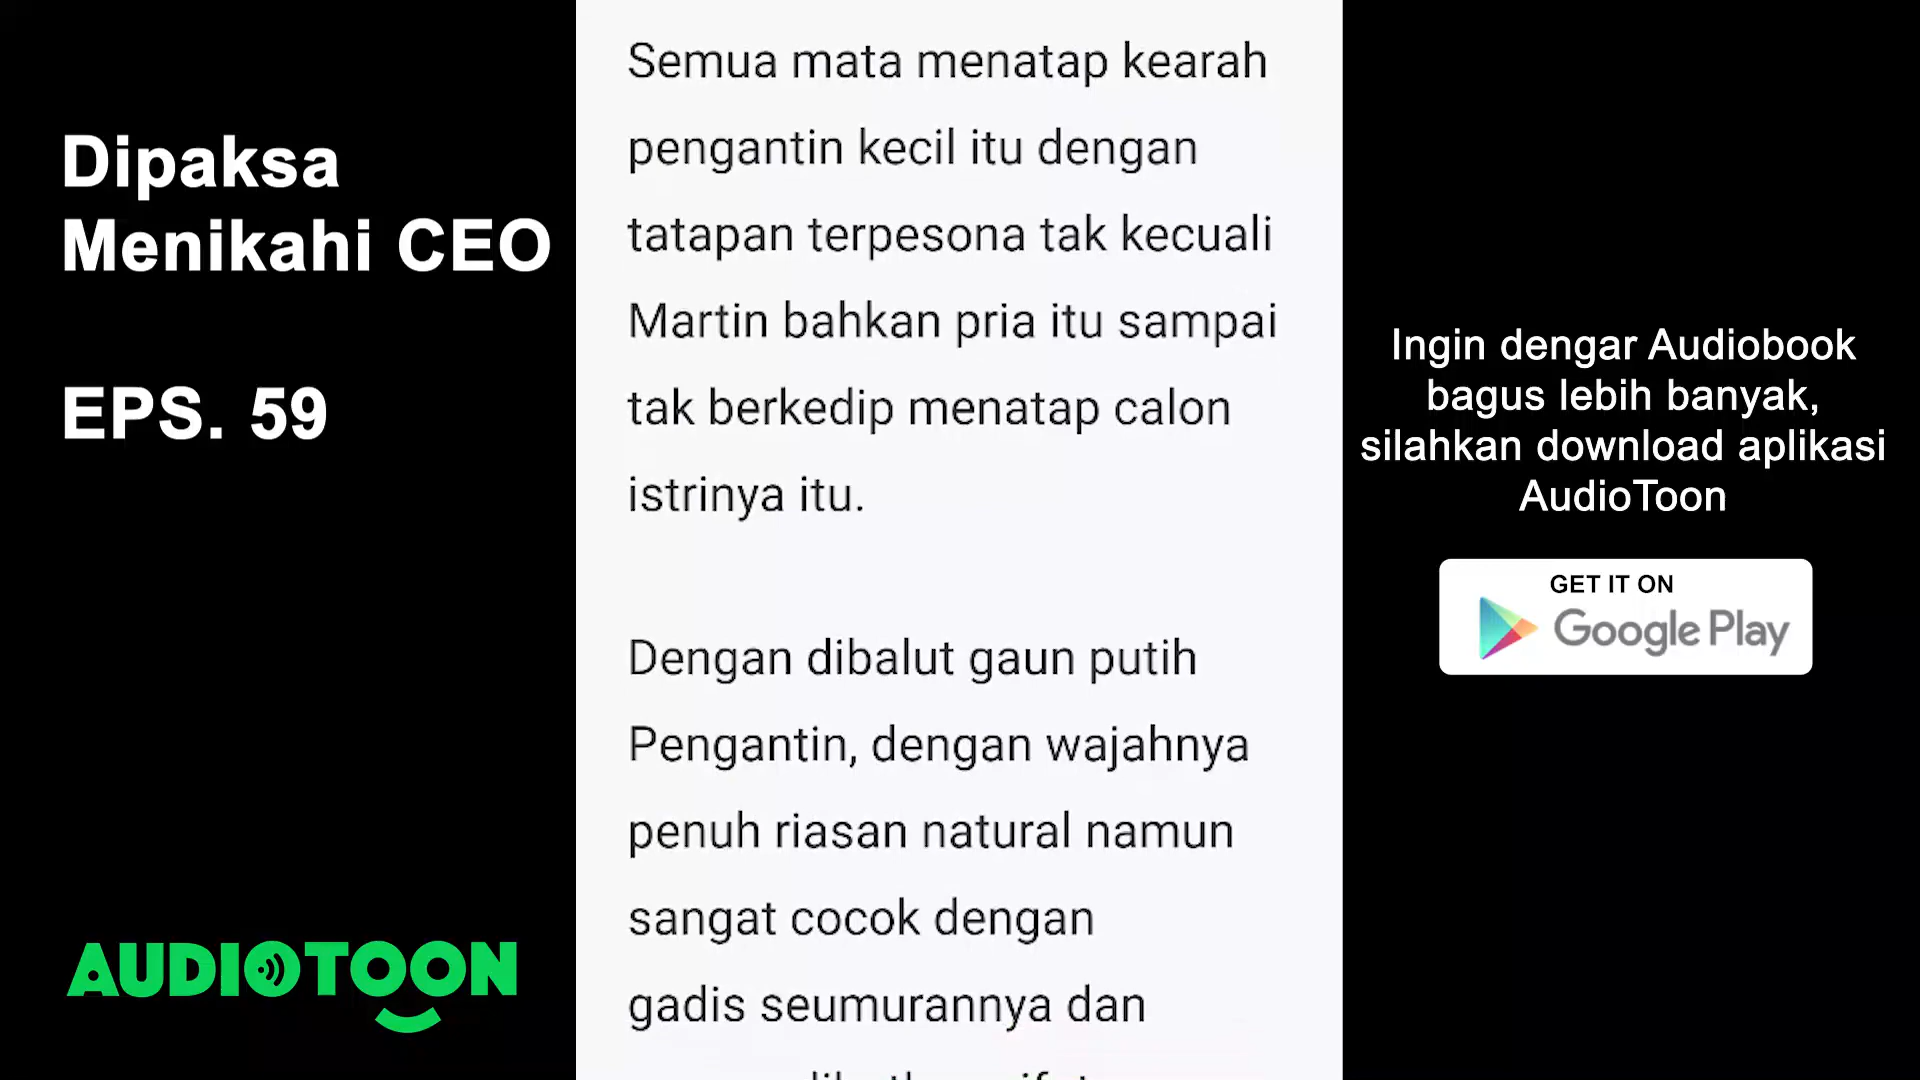 Dipaksa
Menikahi CEO
EPS. 59
AUDIOTOON
Semua mata menatap kearah
pengantin kecil itu dengan
tatapan terpesona tak kecuali
Martin bahkan pria itu sampai
tak berkedip menatap calon
istrinya itu.
Dengan dibalut gaun putih
Pengantin, dengan wajahnya
penuh riasan natural namun
sangat cocok dengan
gadis seumurannya dan
Ingin dengar Audiobook
bagus lebih banyak,
silahkan download aplikasi
AudioToon
GET IT ON
Google Play